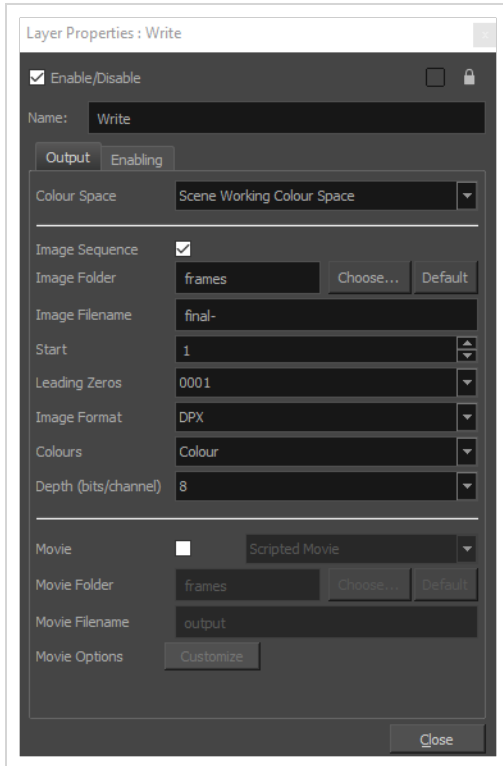 Layer Properties : Write
x
Enable/Disable
Name: Write
Output Enabling
Colour Space Scene Working Colour Space
Image Sequence
Image Folder frames Choose... Default
Image Filename final-
Start 1
Leading Zeros 0001
Image Format DPX
Colours Colour
Depth (bits/channel) 8
Movie Scripted Movie
Movie Folder frames Choose... Default
Movie Filename output
Movie Options Customize
Close